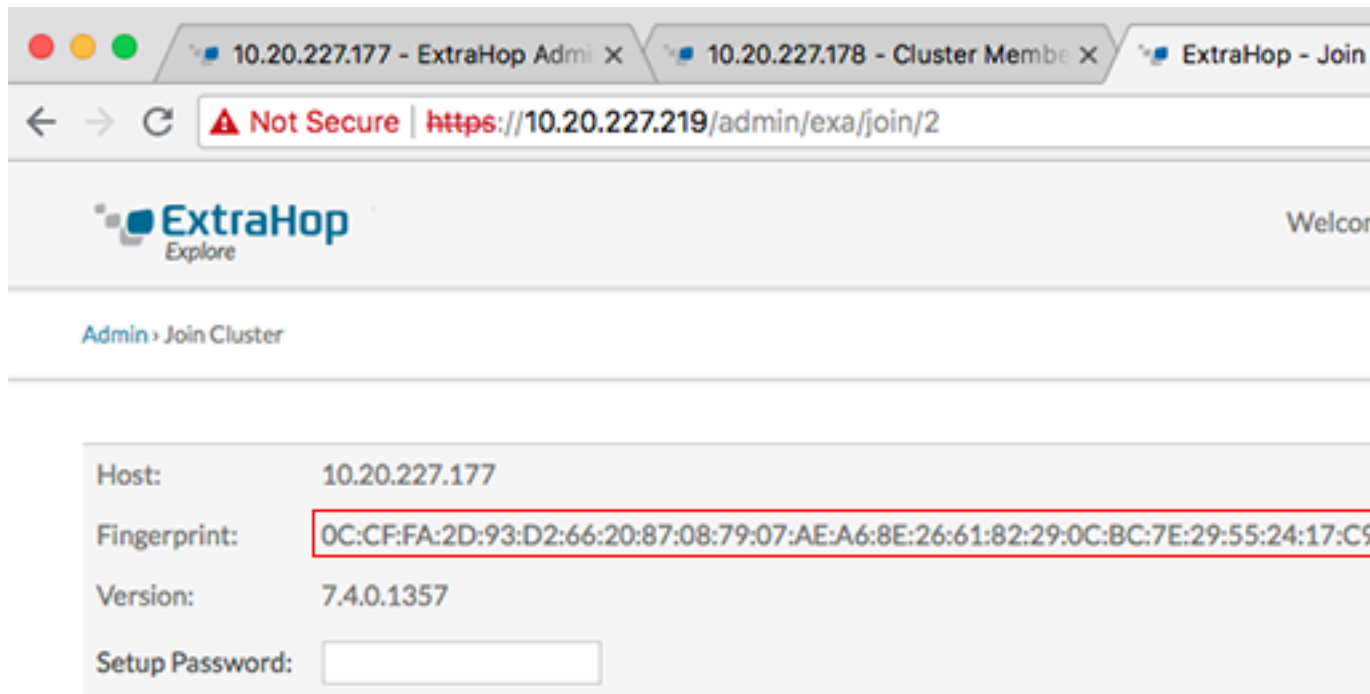 10.20.227.177 - ExtraHop Admi
10.20.227.178 - Cluster Membe
ExtraHop - Join
Not Secure | https://10.20.227.219/admin/exa/join/2
ExtraHop
Explore
Welcom
Admin › Join Cluster
Host: 10.20.227.177
Fingerprint: 0C:CF:FA:2D:93:D2:66:20:87:08:79:07:AE:A6:8E:26:61:82:29:0C:BC:7E:29:55:24:17:C9
Version: 7.4.0.1357
Setup Password: